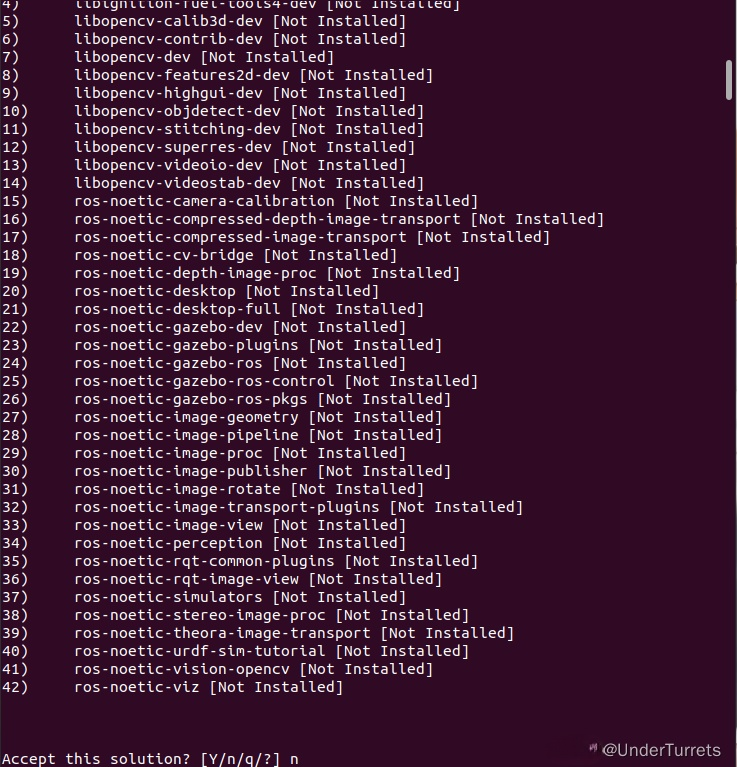 4)     libignition-fuel-tools4-dev [Not Installed]
5)     libopencv-calib3d-dev [Not Installed]
6)     libopencv-contrib-dev [Not Installed]
7)     libopencv-dev [Not Installed]
8)     libopencv-features2d-dev [Not Installed]
9)     libopencv-highgui-dev [Not Installed]
10)     libopencv-objdetect-dev [Not Installed]
11)     libopencv-stitching-dev [Not Installed]
12)     libopencv-superres-dev [Not Installed]
13)     libopencv-videoio-dev [Not Installed]
14)     libopencv-videostab-dev [Not Installed]
15)     ros-noetic-camera-calibration [Not Installed]
16)     ros-noetic-compressed-depth-image-transport [Not Installed]
17)     ros-noetic-compressed-image-transport [Not Installed]
18)     ros-noetic-cv-bridge [Not Installed]
19)     ros-noetic-depth-image-proc [Not Installed]
20)     ros-noetic-desktop [Not Installed]
21)     ros-noetic-desktop-full [Not Installed]
22)     ros-noetic-gazebo-dev [Not Installed]
23)     ros-noetic-gazebo-plugins [Not Installed]
24)     ros-noetic-gazebo-ros [Not Installed]
25)     ros-noetic-gazebo-ros-control [Not Installed]
26)     ros-noetic-gazebo-ros-pkgs [Not Installed]
27)     ros-noetic-image-geometry [Not Installed]
28)     ros-noetic-image-pipeline [Not Installed]
29)     ros-noetic-image-proc [Not Installed]
30)     ros-noetic-image-publisher [Not Installed]
31)     ros-noetic-image-rotate [Not Installed]
32)     ros-noetic-image-transport-plugins [Not Installed]
33)     ros-noetic-image-view [Not Installed]
34)     ros-noetic-perception [Not Installed]
35)     ros-noetic-rqt-common-plugins [Not Installed]
36)     ros-noetic-rqt-image-view [Not Installed]
37)     ros-noetic-simulators [Not Installed]
38)     ros-noetic-stereo-image-proc [Not Installed]
39)     ros-noetic-theora-image-transport [Not Installed]
40)     ros-noetic-urdf-sim-tutorial [Not Installed]
41)     ros-noetic-vision-opencv [Not Installed]
42)     ros-noetic-viz [Not Installed]
@UnderTurrets
Accept this solution? [Y/n/q/?] n